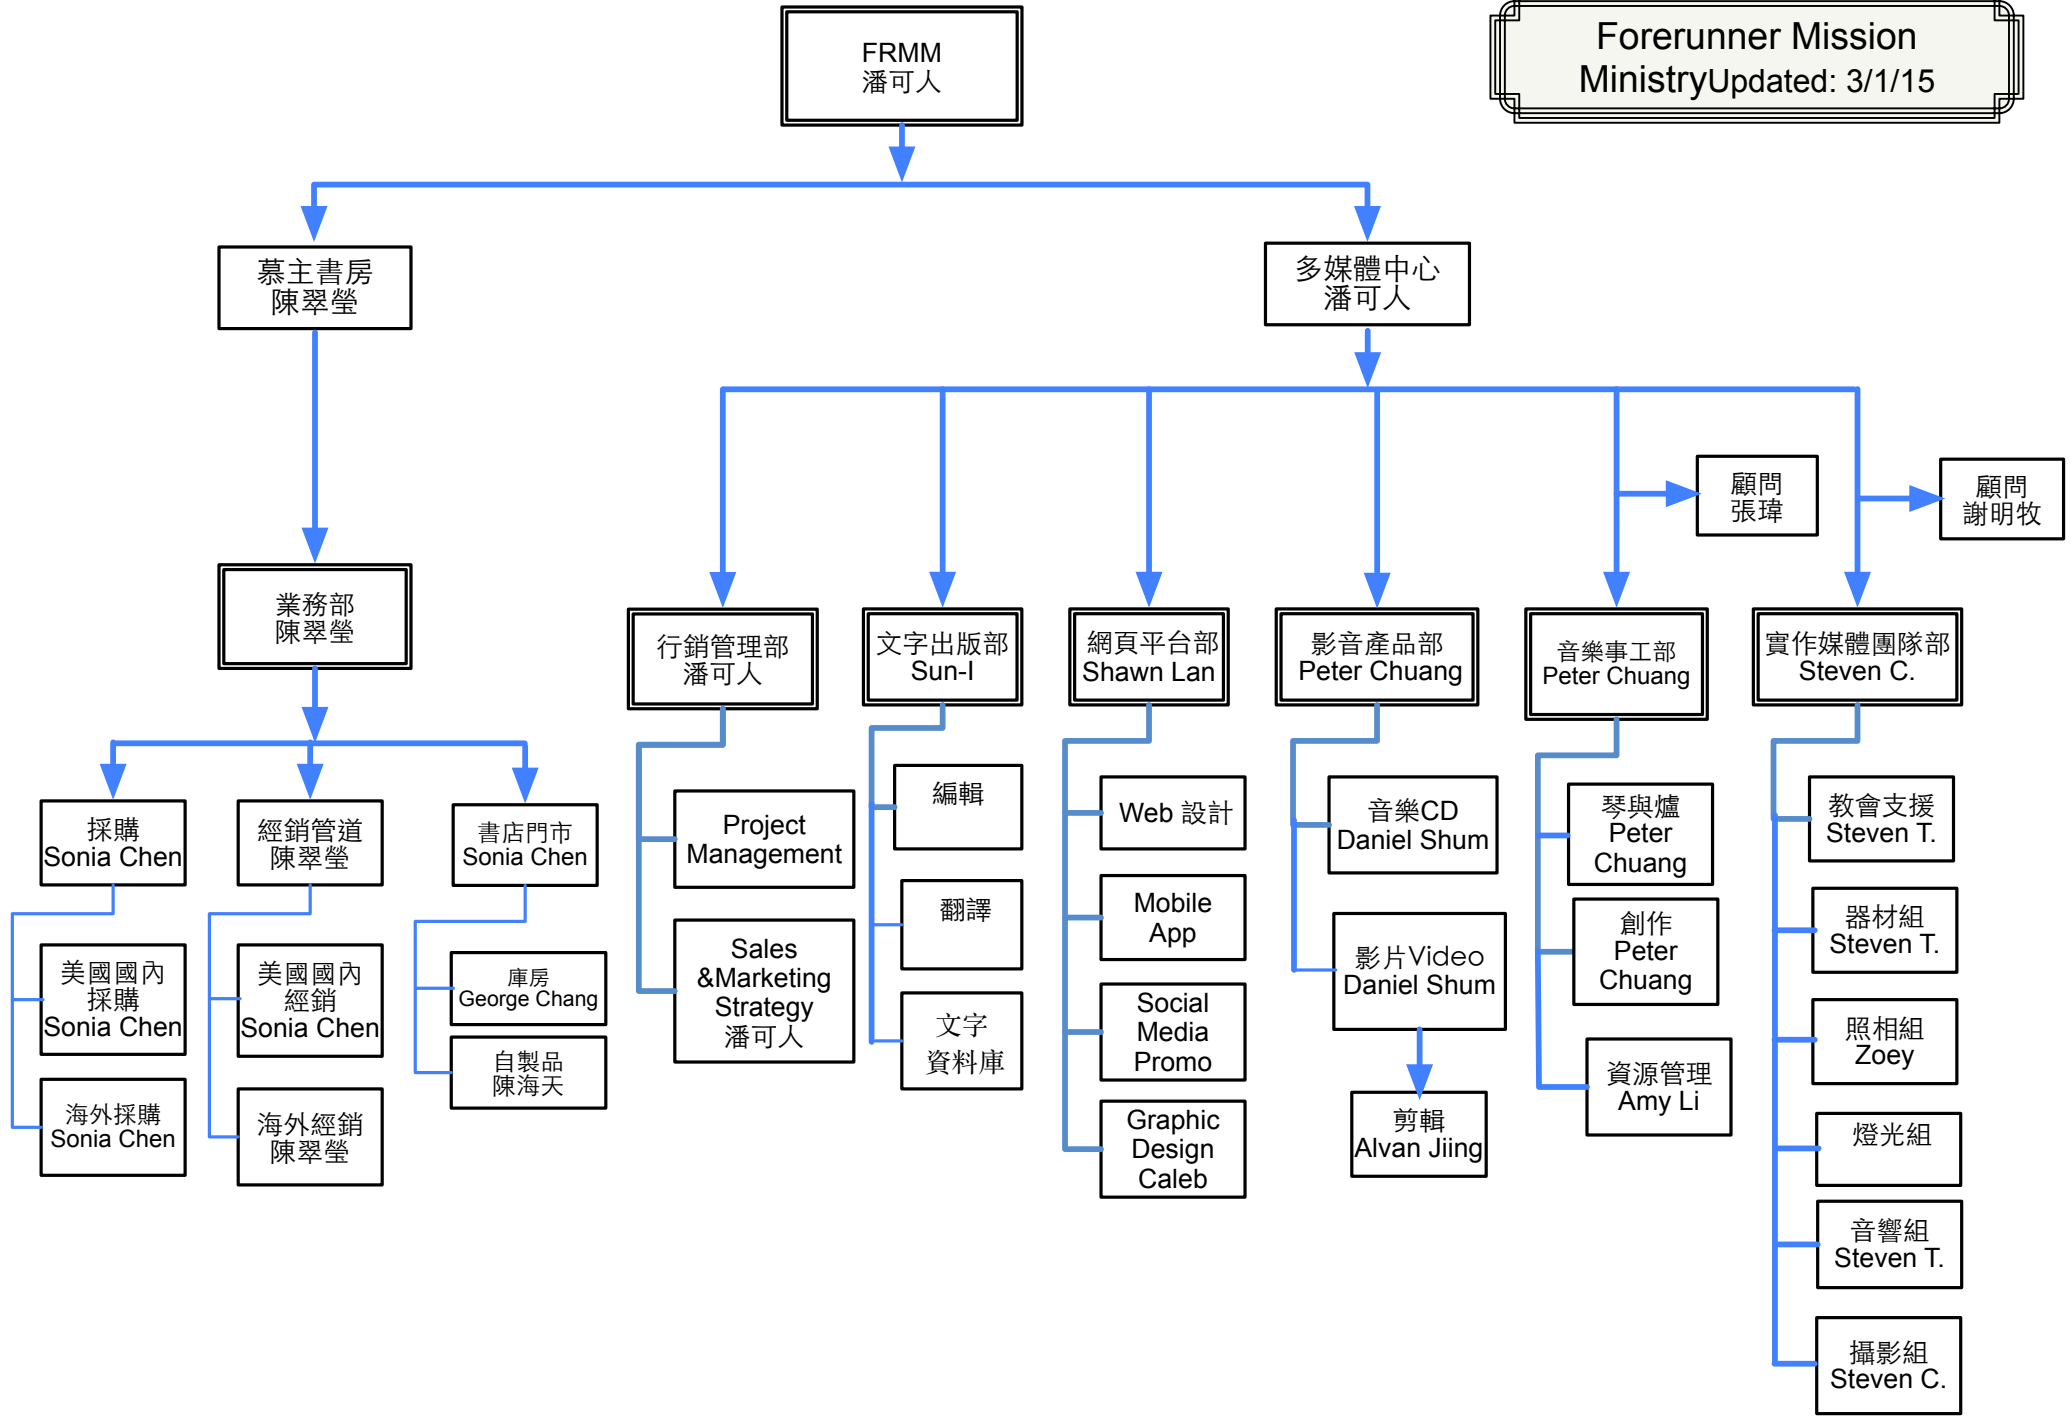 FRMM
潘可人
Forerunner Mission
MinistryUpdated: 3/1/15
慕主書房
陳翠瑩
多媒體中心
潘可人
顧問
張瑋
顧問
謝明牧
業務部
陳翠瑩
行銷管理部
潘可人
文字出版部
Sun-I
網頁平台部
Shawn Lan
影音產品部
Peter Chuang
音樂事工部
Peter Chuang
實作媒體團隊部
Steven C.
採購
Sonia Chen
經銷管道
陳翠瑩
書店門市
Sonia Chen
美國國內
採購
Sonia Chen
海外採購
Sonia Chen
美國國內
經銷
Sonia Chen
海外經銷
陳翠瑩
庫房
George Chang
自製品
陳海天
Project
Management
Sales
&Marketing
Strategy
潘可人
編輯
翻譯
文字
資料庫
Web 設計
Mobile
App
Social
Media
Promo
Graphic
Design
Caleb
音樂CD
Daniel Shum
影片Video
Daniel Shum
剪輯
Alvan Jiing
琴與爐
Peter
Chuang
創作
Peter
Chuang
資源管理
Amy Li
教會支援
Steven T.
器材組
Steven T.
照相組
Zoey
燈光組
音響組
Steven T.
攝影組
Steven C.